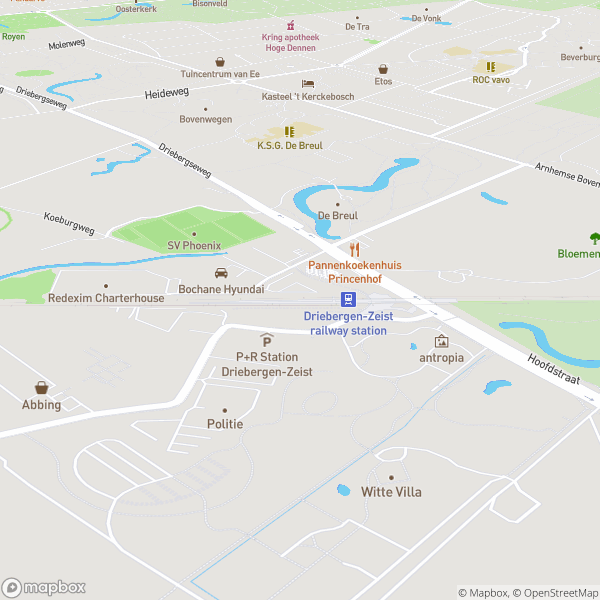 Oosterkerk
Bisonveld
De Vonk
De Tra
Royen
Molenweg
Kring apotheek
Hoge Dennen
Beverburg
Tuincentrum van Ee
Etos
ROC vavo
Driebergseweg
Heideweg
Kasteel 't Kerckebosch
Bovenwegen
K.S.G. De Breul
Driebergseweg
Arnhemse Boven
Koeburgweg
De Breul
SV Phoenix
Pannenkoekenhuis
Princenhof
Bloemen
Bochane Hyundai
Redexim Charterhouse
Driebergen-Zeist
railway station
P+R Station
Driebergen-Zeist
antropia
Hoofdstraat
Abbing
Politie
Witte Villa
mapbox
© Mapbox, © OpenStreetMap